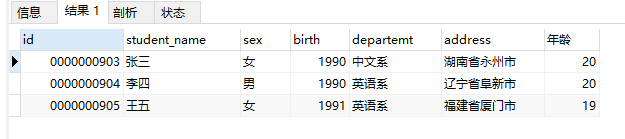 信息 结果 1 剖析 状态
id student_name sex birth departemt address 年龄
0000000903 张三 女 1990 中文系 湖南省永州市 20
0000000904 李四 男 1990 英语系 辽宁省阜新市 20
0000000905 王五 女 1991 英语系 福建省厦门市 19